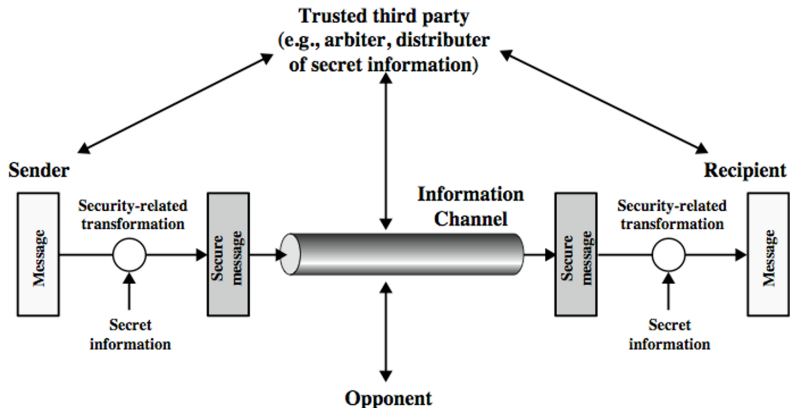 Trusted third party
(e.g., arbiter, distributer
of secret information)
Sender
Recipient
Information
Channel
Security-related
transformation
Security-related
transformation
Message
Secure
message
Secure
message
Message
Secret
information
Secret
information
Opponent